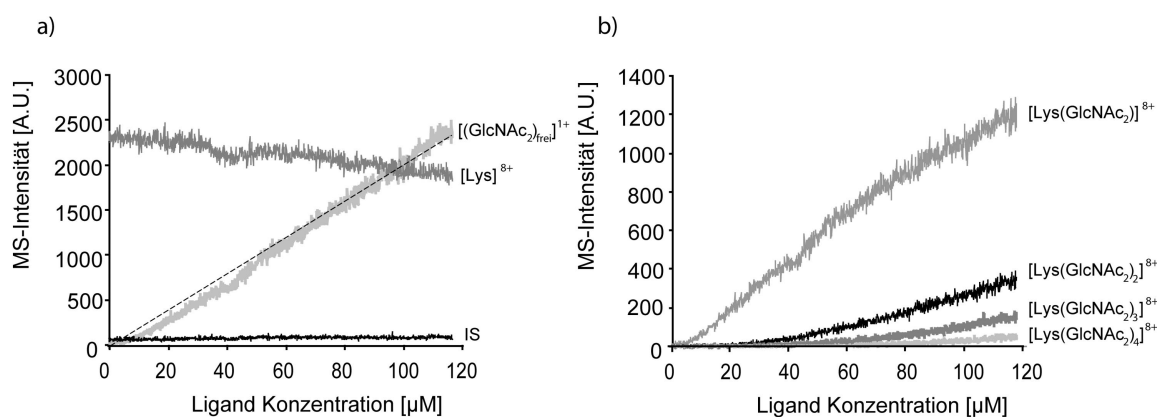 a)
MS-Intensität [A.U.]
3000
2500
2000
1500
1000
500
0
[(GlcNAc₂)frei]¹⁺
[Lys]⁸⁺
IS
0 20 40 60 80 100 120
Ligand Konzentration [µM]
b)
MS-Intensität [A.U.]
1400
1200
1000
800
600
400
200
0
[Lys(GlcNAc₂)]⁸⁺
[Lys(GlcNAc₂)₂]⁸⁺
[Lys(GlcNAc₂)₃]⁸⁺
[Lys(GlcNAc₂)₄]⁸⁺
0 20 40 60 80 100 120
Ligand Konzentration [µM]